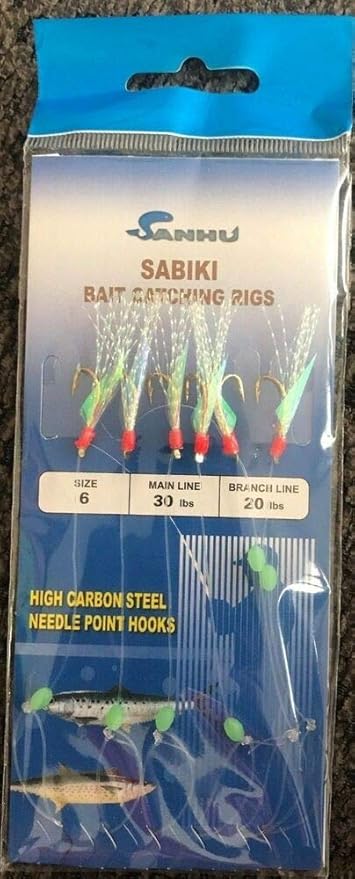 SANHU
SABIKI
BAIT CATCHING RIGS
SIZE MAIN LINE BRANCH LINE
6 30 lbs 20 lbs
HIGH CARBON STEEL
NEEDLE POINT HOOKS